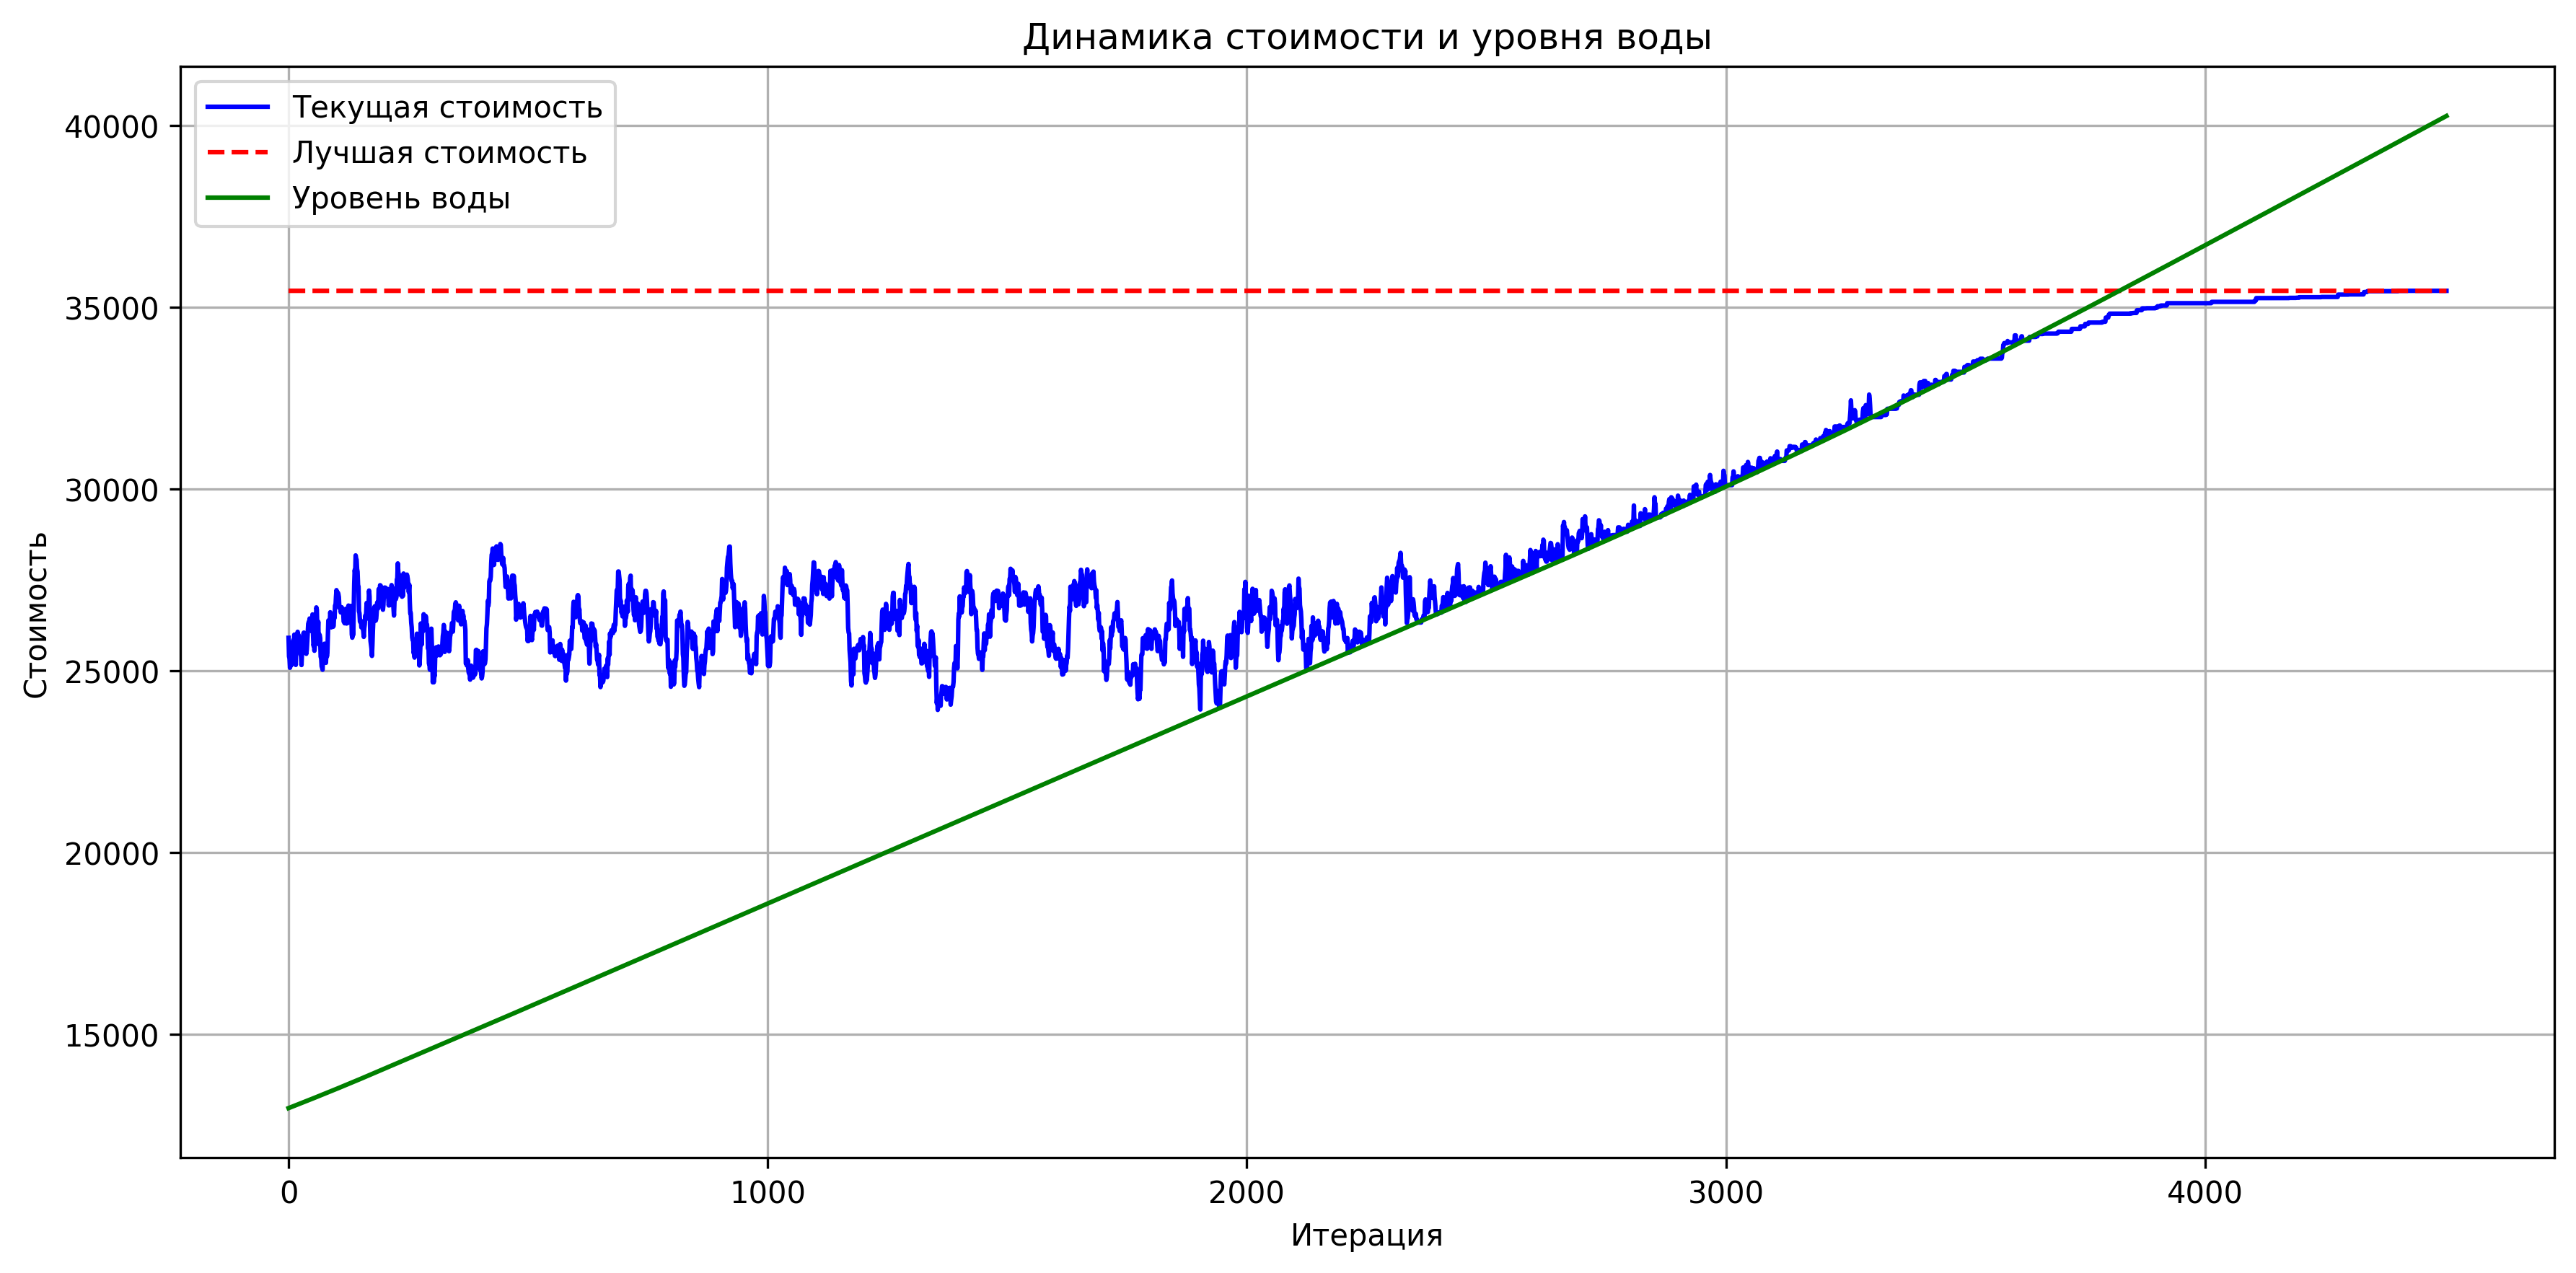 Динамика стоимости и уровня воды
Текущая стоимость
Лучшая стоимость
Уровень воды
Стоимость
40000
35000
30000
25000
20000
15000
0 1000 2000 3000 4000
Итерация